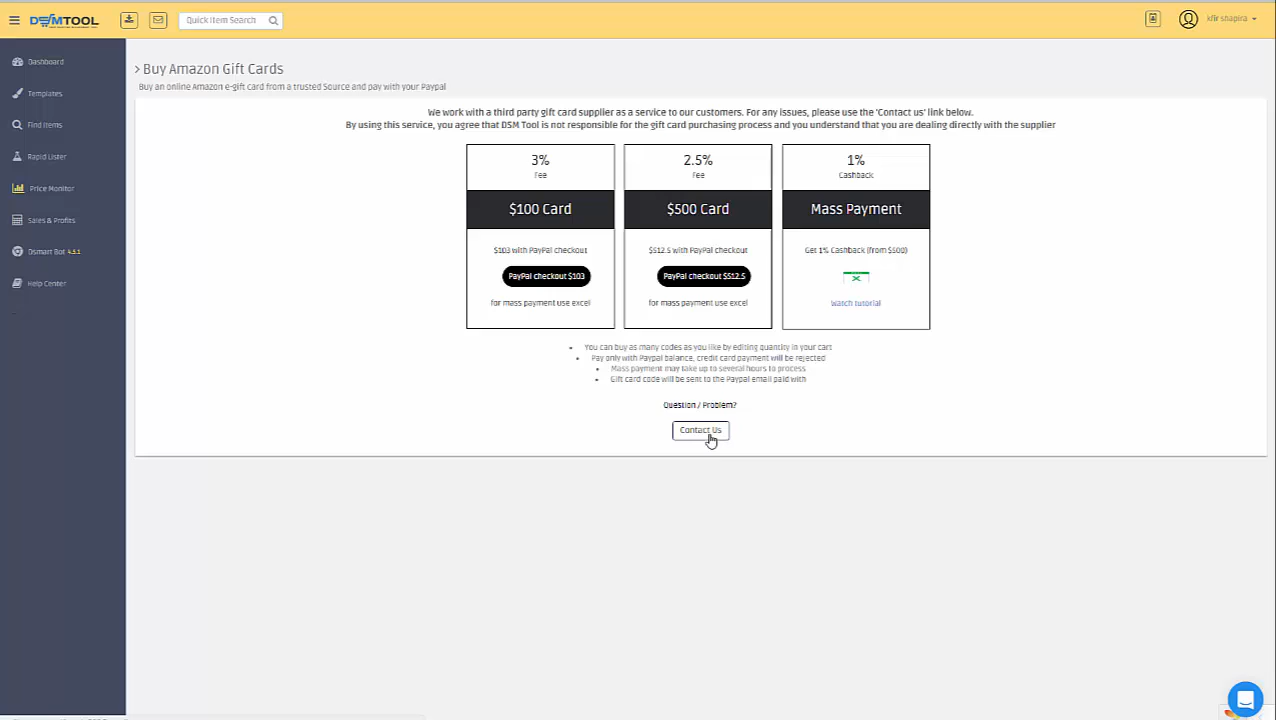 DSMTOOL
Quick Item Search
kfir shapira
Dashboard
Templates
Find Items
Rapid Lister
Price Monitor
Sales & Profits
Dsmart Bot 4.3.1
Help Center
> Buy Amazon Gift Cards
Buy an online Amazon e-gift card from a trusted Source and pay with your Paypal
We work with a third party gift card supplier as a service to our customers. For any issues, please use the 'Contact us' link below.
By using this service, you agree that DSM Tool is not responsible for the gift card purchasing process and you understand that you are dealing directly with the supplier
3%
Fee
$100 Card
$103 with PayPal checkout
PayPal checkout $103
for mass payment use excel
2.5%
Fee
$500 Card
$512.5 with PayPal checkout
PayPal checkout $512.5
for mass payment use excel
1%
Cashback
Mass Payment
Get 1% Cashback (from $500)
Watch tutorial
• You can buy as many codes as you like by editing quantity in your cart
• Pay only with Paypal balance, credit card payment will be rejected
• Mass payment may take up to several hours to process
• Gift card code will be sent to the Paypal email paid with
Question / Problem?
Contact Us